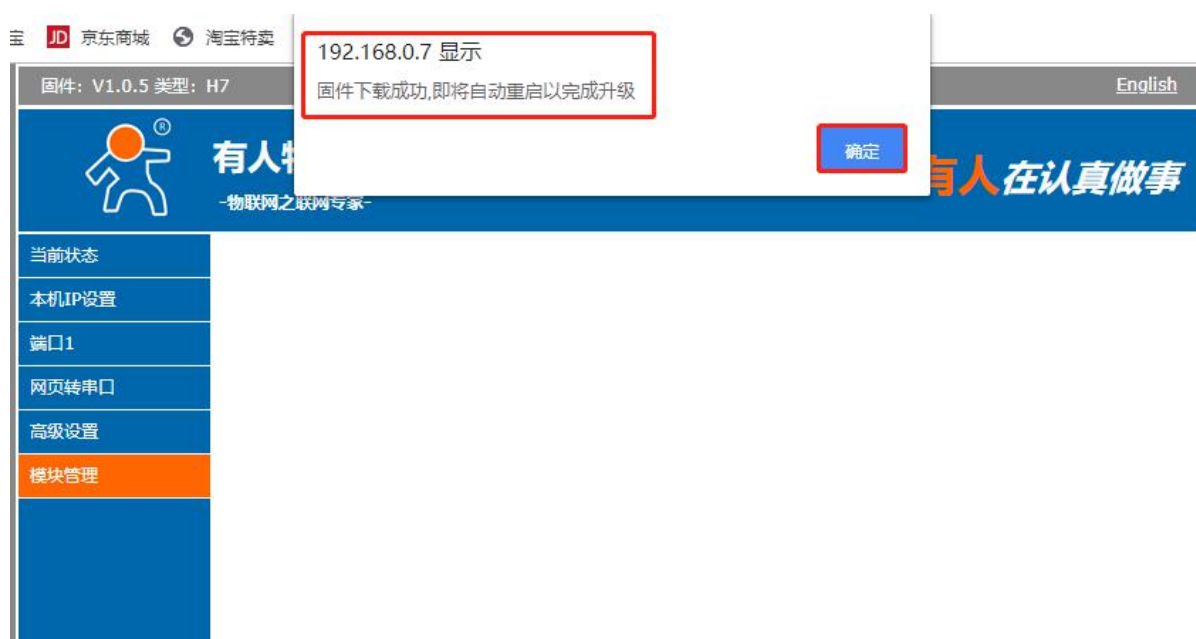 宝 JD 京东商城 淘宝特卖
192.168.0.7 显示
固件下载成功,即将自动重启以完成升级
确定
固件: V1.0.5 类型: H7
English
®
有人
-物联网之联网专家-
有人在认真做事
当前状态
本机IP设置
端口1
网页转串口
高级设置
模块管理